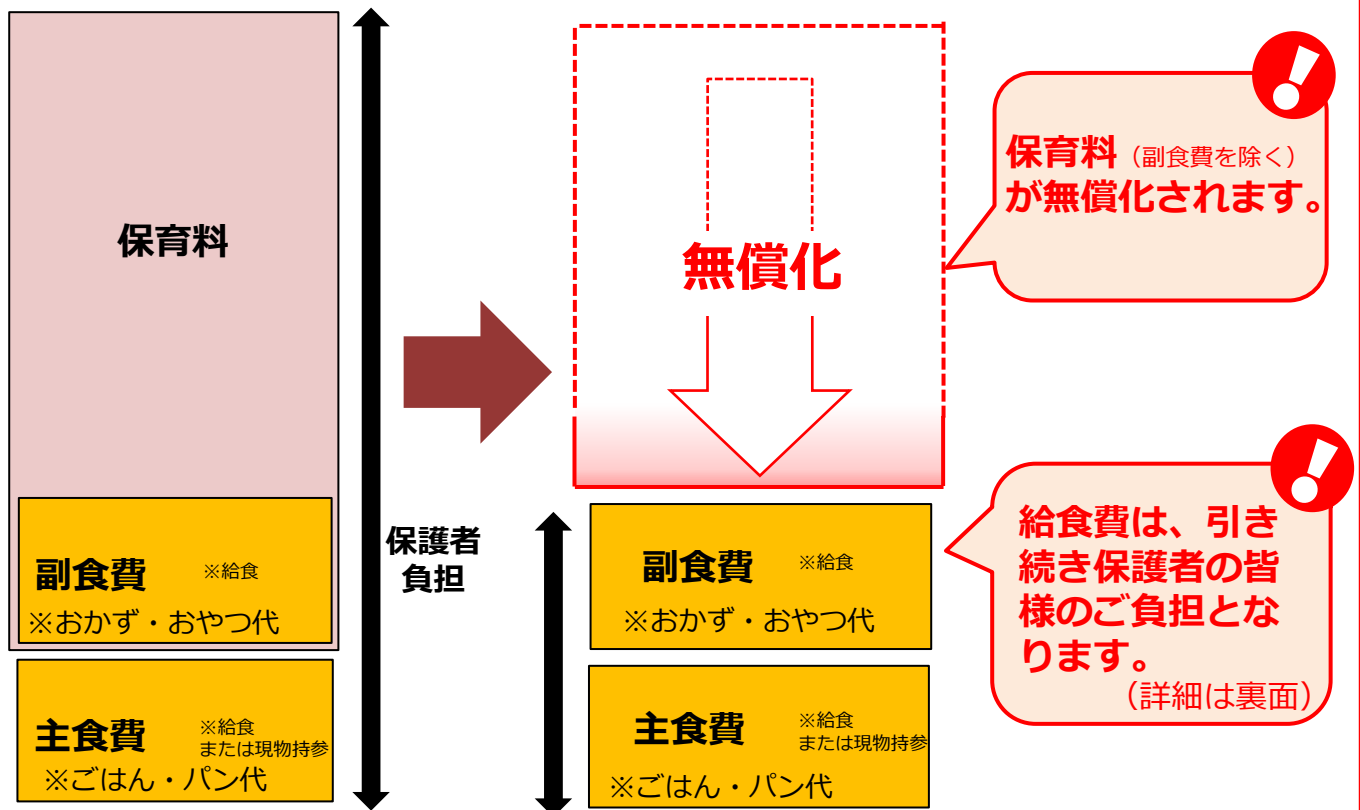 保育料
副食費 ※給食
※おかず・おやつ代
主食費 ※給食
または現物持参
※ごはん・パン代
保護者
負担
無償化
副食費 ※給食
※おかず・おやつ代
主食費 ※給食
または現物持参
※ごはん・パン代
保育料（副食費を除く）
が無償化されます。
給食費は、引き
続き保護者の皆
様のご負担とな
ります。
（詳細は裏面）